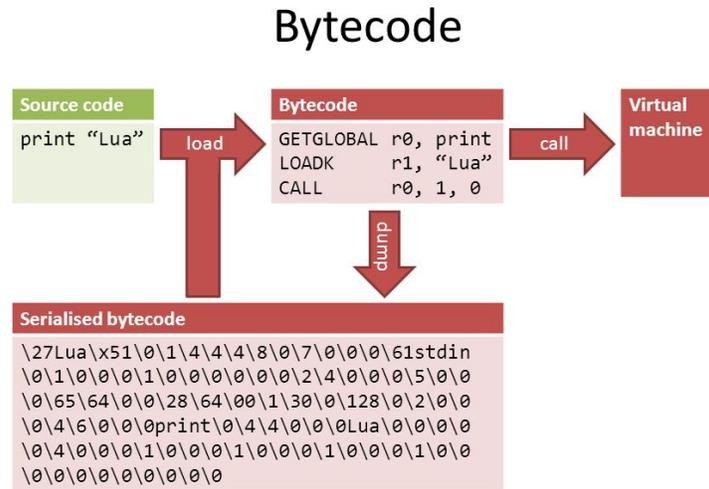 Bytecode
Source code
print “Lua”
load
Bytecode
GETGLOBAL r0, print
LOADK r1, “Lua”
CALL r0, 1, 0
call
Virtual
machine
dump
Serialised bytecode
\27Lua\x51\0\1\4\4\4\8\0\7\0\0\0\61stdin
\0\1\0\0\0\1\0\0\0\0\0\0\2\4\0\0\0\5\0\0
\0\65\64\0\0\28\64\00\1\30\0\128\0\2\0\0
\0\4\6\0\0\0print\0\4\4\0\0\0Lua\0\0\0\0
\0\4\0\0\0\1\0\0\0\1\0\0\0\1\0\0\0\1\0\0
\0\0\0\0\0\0\0\0\0